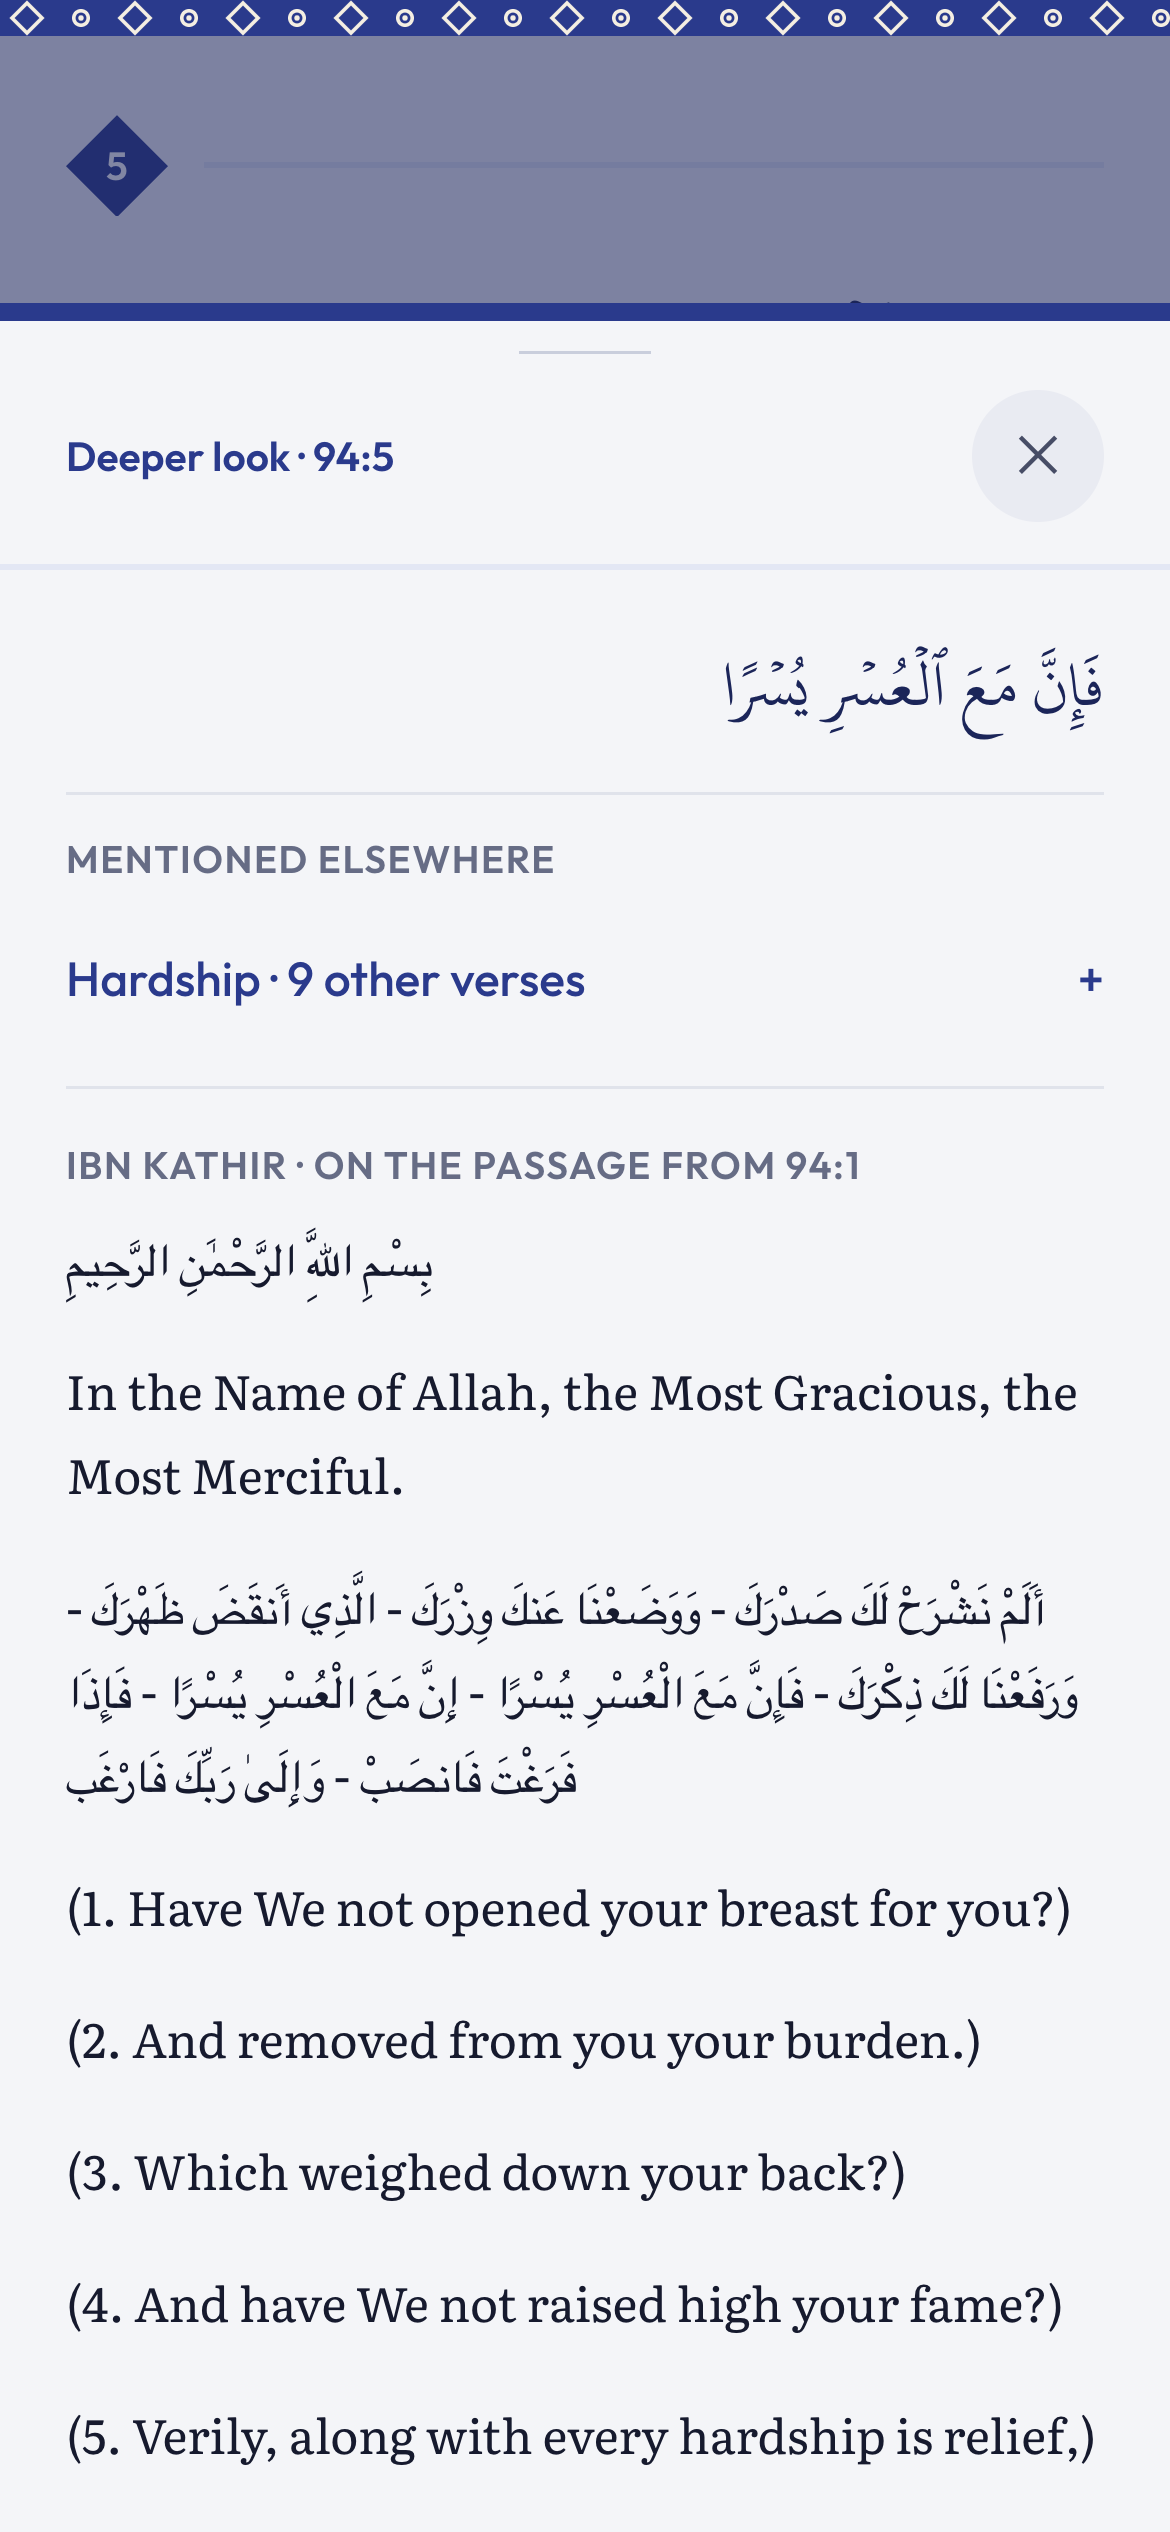 5
Deeper look · 94:5
فَإِنَّ مَعَ ٱلْعُسْرِ يُسْرًا
MENTIONED ELSEWHERE
Hardship · 9 other verses +
IBN KATHIR · ON THE PASSAGE FROM 94:1
بِسْمِ اللَّهِ الرَّحْمَٰنِ الرَّحِيمِ
In the Name of Allah, the Most Gracious, the
Most Merciful.
أَلَمْ نَشْرَحْ لَكَ صَدْرَكَ - وَوَضَعْنَا عَنكَ وِزْرَكَ - الَّذِي أَنقَضَ ظَهْرَكَ -
وَرَفَعْنَا لَكَ ذِكْرَكَ - فَإِنَّ مَعَ الْعُسْرِ يُسْرًا - إِنَّ مَعَ الْعُسْرِ يُسْرًا - فَإِذَا
فَرَغْتَ فَانصَبْ - وَإِلَىٰ رَبِّكَ فَارْغَب
(1. Have We not opened your breast for you?)
(2. And removed from you your burden.)
(3. Which weighed down your back?)
(4. And have We not raised high your fame?)
(5. Verily, along with every hardship is relief,)